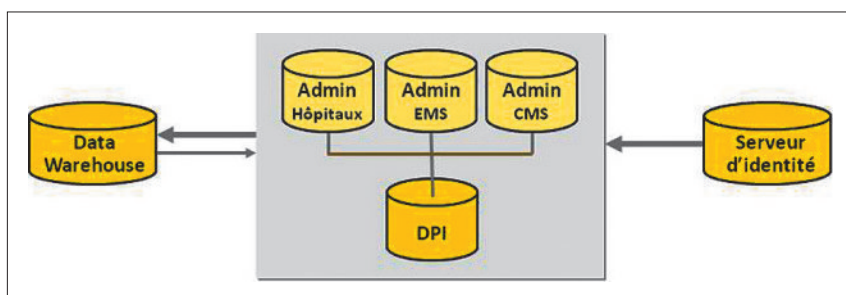 Admin
Hôpitaux
Admin
EMS
Admin
CMS
Data
Warehouse
Serveur
d'identité
DPI